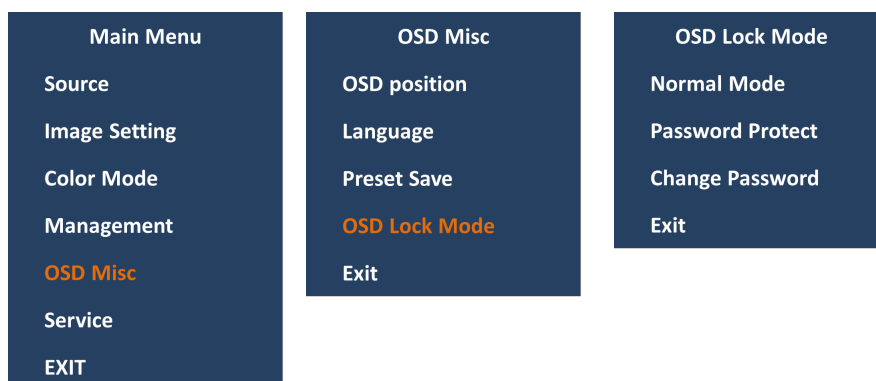 Main Menu
Source
Image Setting
Color Mode
Management
OSD Misc
Service
EXIT
OSD Misc
OSD position
Language
Preset Save
OSD Lock Mode
Exit
OSD Lock Mode
Normal Mode
Password Protect
Change Password
Exit